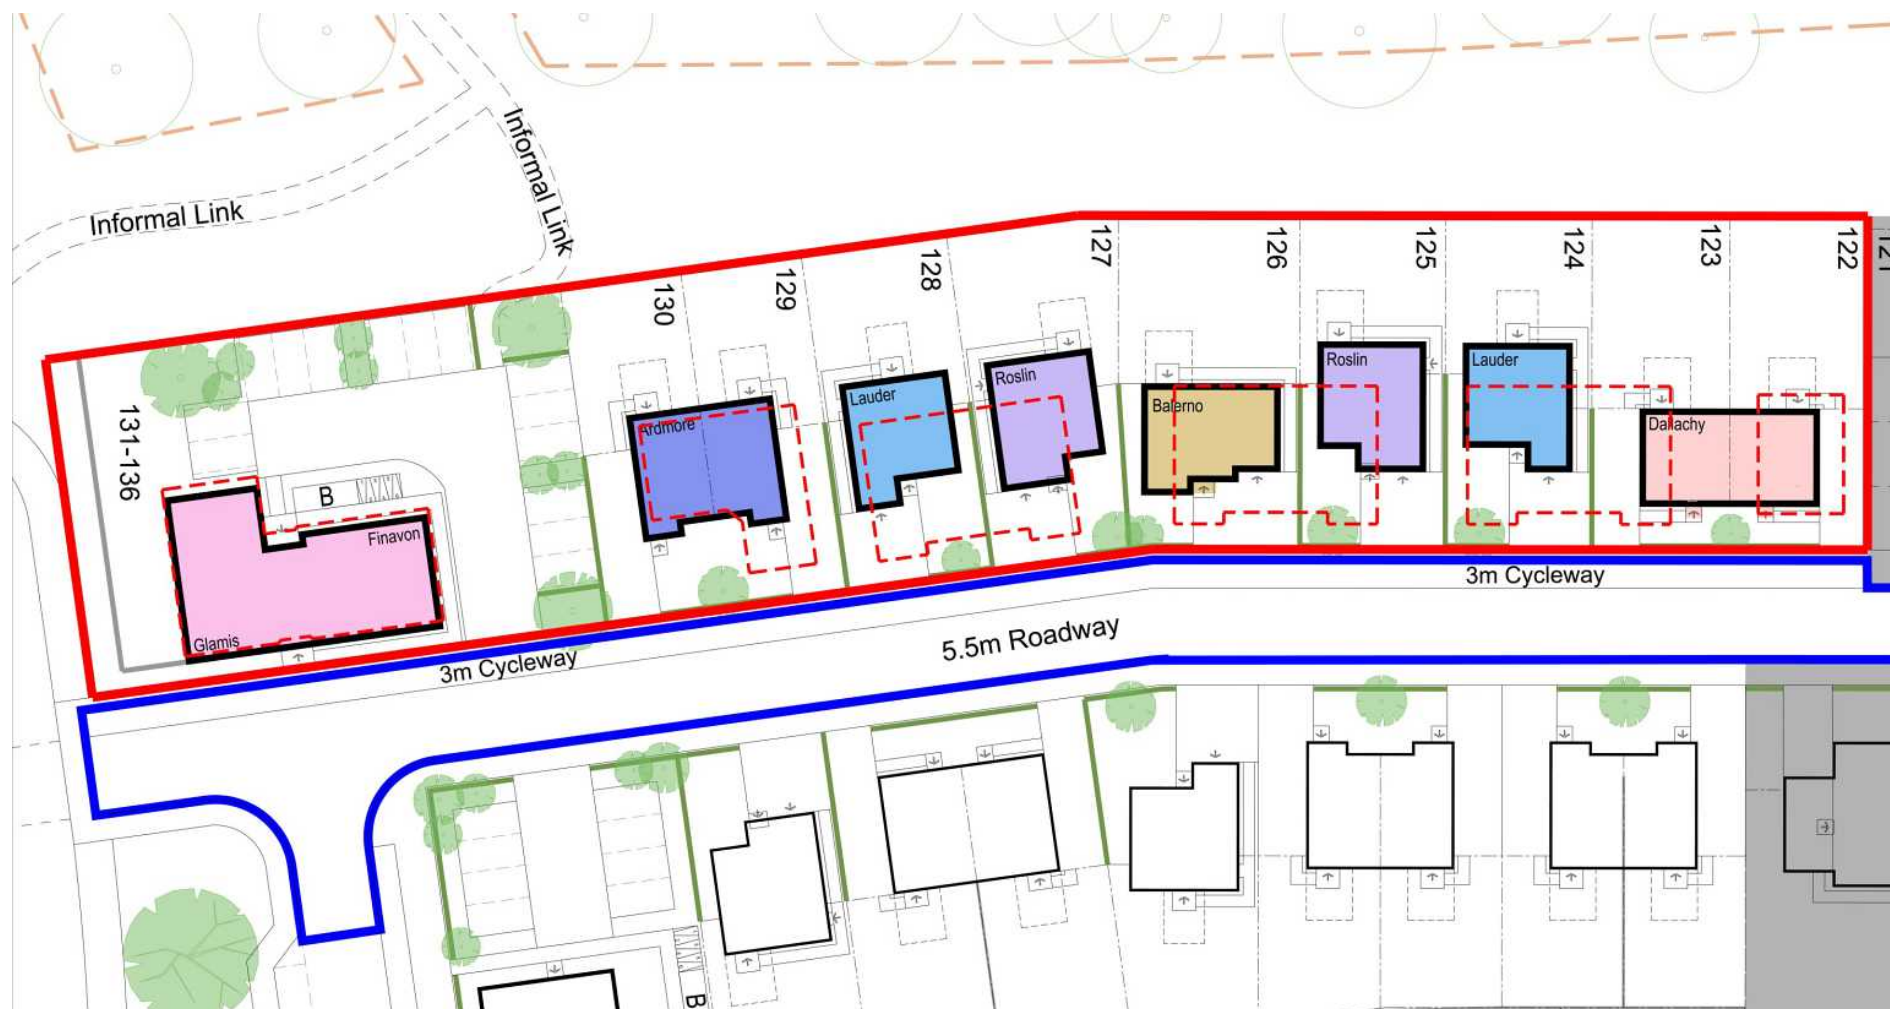 Informal Link
Informal Link
131-136
130
129
128
127
126
125
124
123
122
Ardmore
Lauder
Roslin
Balerno
Roslin
Lauder
Dallachy
B
Finavon
Glamis
3m Cycleway
3m Cycleway
5.5m Roadway
B